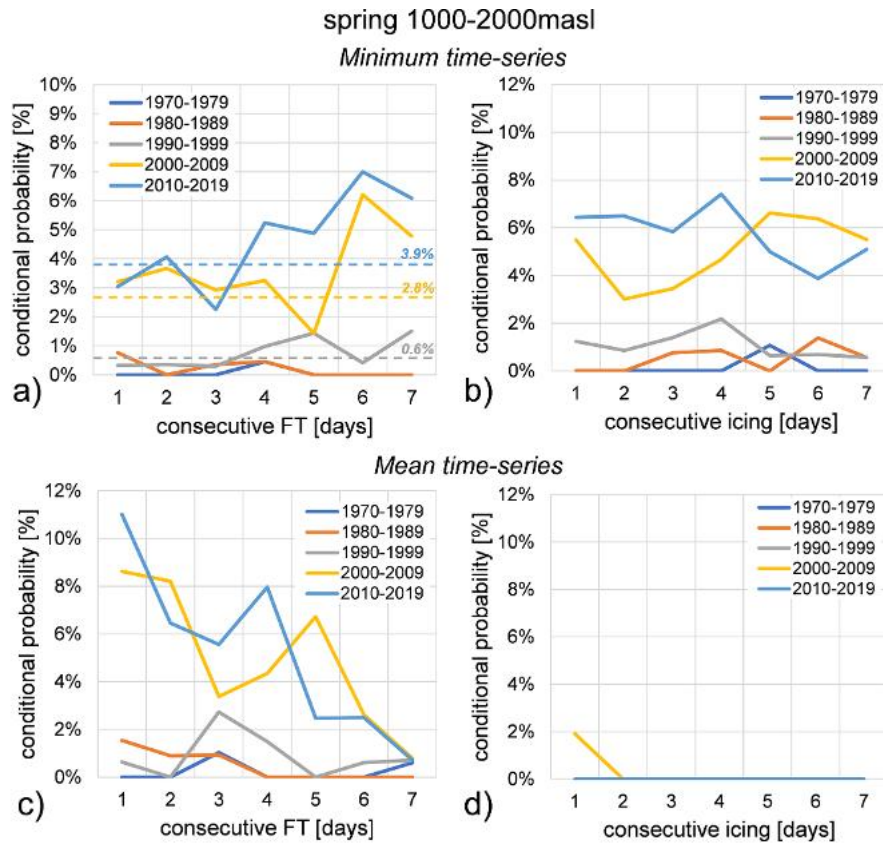 spring 1000-2000masl
Minimum time-series
conditional probability [%]
10%
9%
8%
7%
6%
5%
4%
3%
2%
1%
0%
1970-1979
1980-1989
1990-1999
2000-2009
2010-2019
3.9%
2.8%
0.6%
1 2 3 4 5 6 7
a)
consecutive FT [days]
conditional probability [%]
12%
10%
8%
6%
4%
2%
0%
1970-1979
1980-1989
1990-1999
2000-2009
2010-2019
1 2 3 4 5 6 7
b)
consecutive icing [days]
Mean time-series
conditional probability [%]
12%
10%
8%
6%
4%
2%
0%
1970-1979
1980-1989
1990-1999
2000-2009
2010-2019
1 2 3 4 5 6 7
c)
consecutive FT [days]
conditional probability [%]
12%
10%
8%
6%
4%
2%
0%
1970-1979
1980-1989
1990-1999
2000-2009
2010-2019
1 2 3 4 5 6 7
d)
consecutive icing [days]